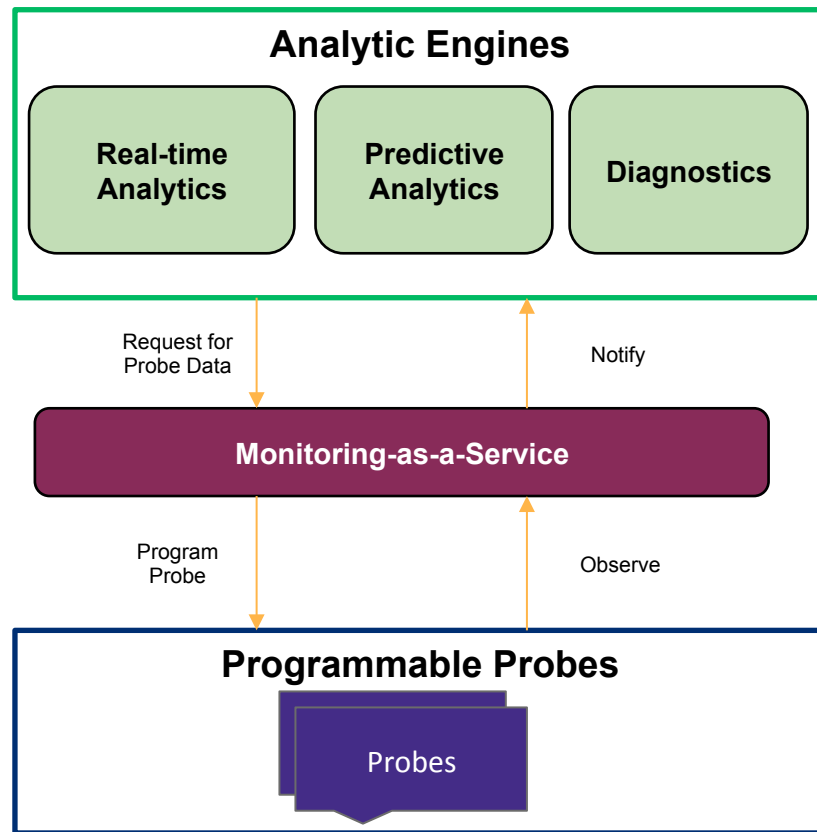 Analytic Engines
Real-time
Analytics
Predictive
Analytics
Diagnostics
Request for
Probe Data
Notify
Monitoring-as-a-Service
Program
Probe
Observe
Programmable Probes
Probes